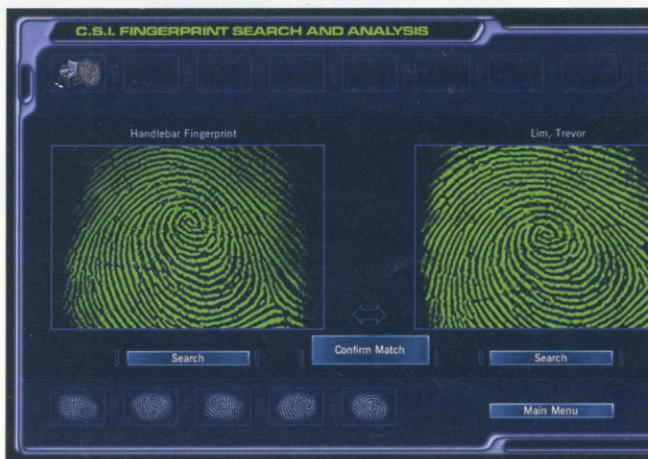 C.S.I. FINGERPRINT SEARCH AND ANALYSIS
Handlebar Fingerprint
Lim, Trevor
Search
Confirm Match
Search
Main Menu